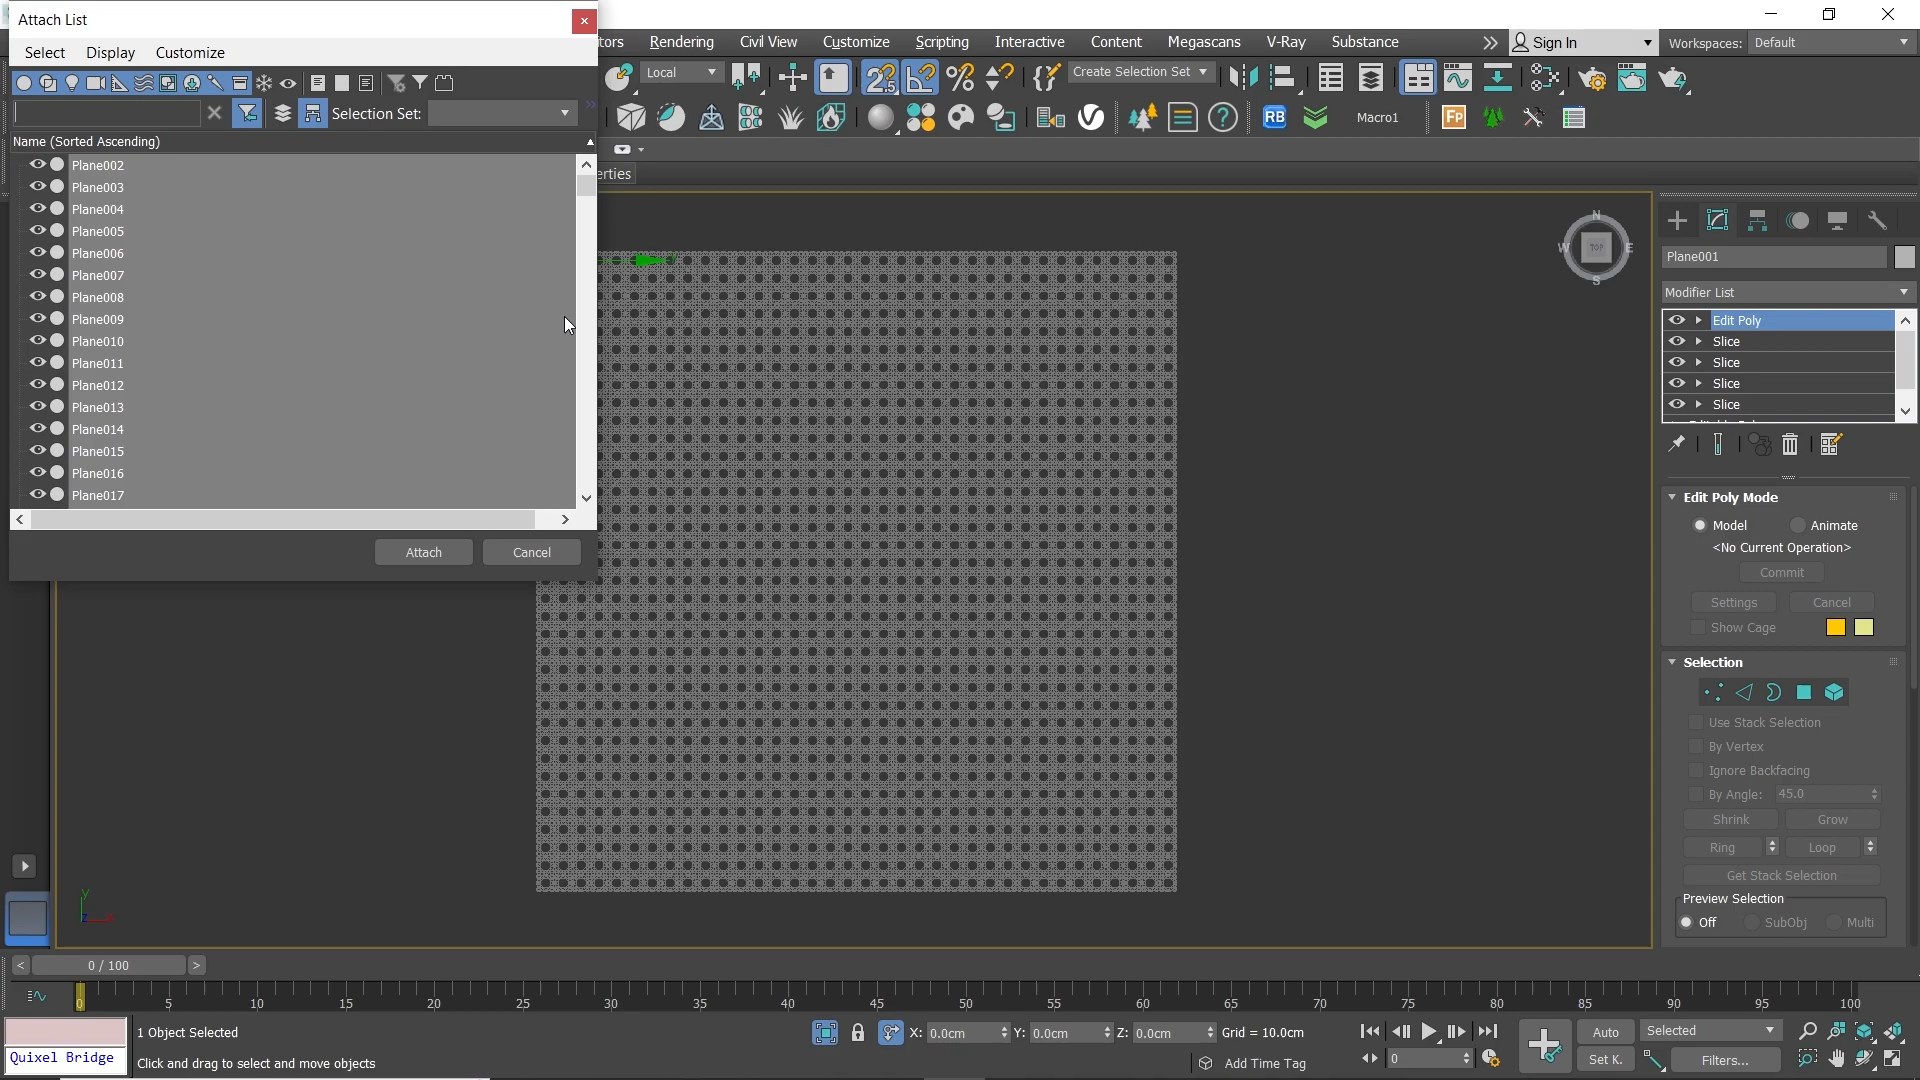 Attach List
Select Display Customize
tors Rendering Civil View Customize Scripting Interactive Content Megascans V-Ray Substance Sign In Workspaces: Default
Local Create Selection Set
Selection Set:
Macro1
RB
FP
Name (Sorted Ascending)
erties
Plane002
Plane003
Plane004
Plane005
Plane006
Plane007
Plane008
Plane009
Plane010
Plane011
Plane012
Plane013
Plane014
Plane015
Plane016
Plane017
Attach Cancel
N
W TOP E
S
Plane001
Modifier List
Edit Poly
Slice
Slice
Slice
Slice
Edit Poly Mode
Model Animate
<No Current Operation>
Commit
Settings Cancel
Show Cage
Selection
Use Stack Selection
By Vertex
Ignore Backfacing
By Angle: 45.0
Shrink Grow
Ring Loop
Get Stack Selection
Preview Selection
Off SubObj Multi
y
z
< 0 / 100 >
0 5 10 15 20 25 30 35 40 45 50 55 60 65 70 75 80 85 90 95 100
1 Object Selected
X: 0.0cm Y: 0.0cm Z: 0.0cm Grid = 10.0cm
Auto Selected
Quixel Bridge
Click and drag to select and move objects
Add Time Tag
0
Set K. Filters...